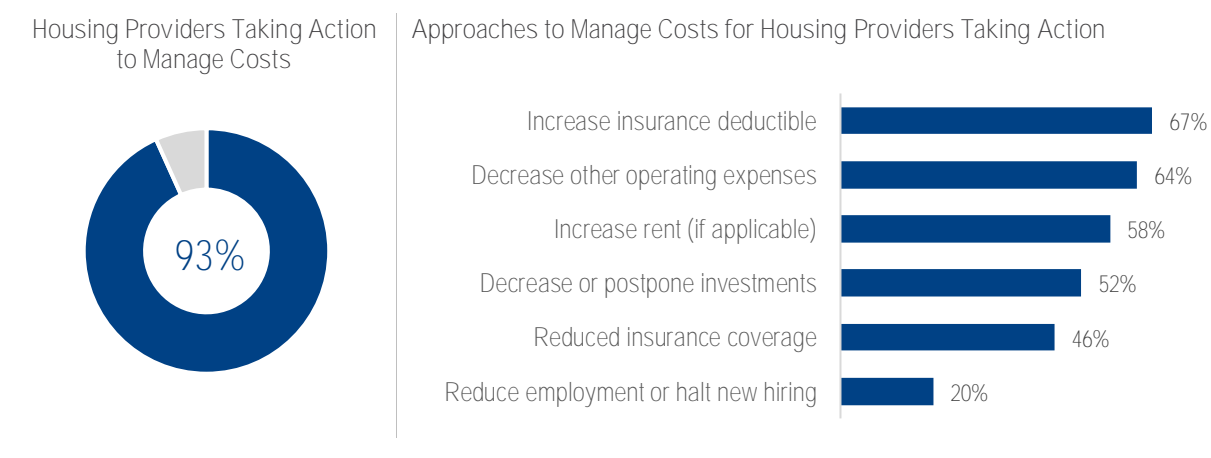 Housing Providers Taking Action
to Manage Costs
93%
Approaches to Manage Costs for Housing Providers Taking Action
Increase insurance deductible 67%
Decrease other operating expenses 64%
Increase rent (if applicable) 58%
Decrease or postpone investments 52%
Reduced insurance coverage 46%
Reduce employment or halt new hiring 20%